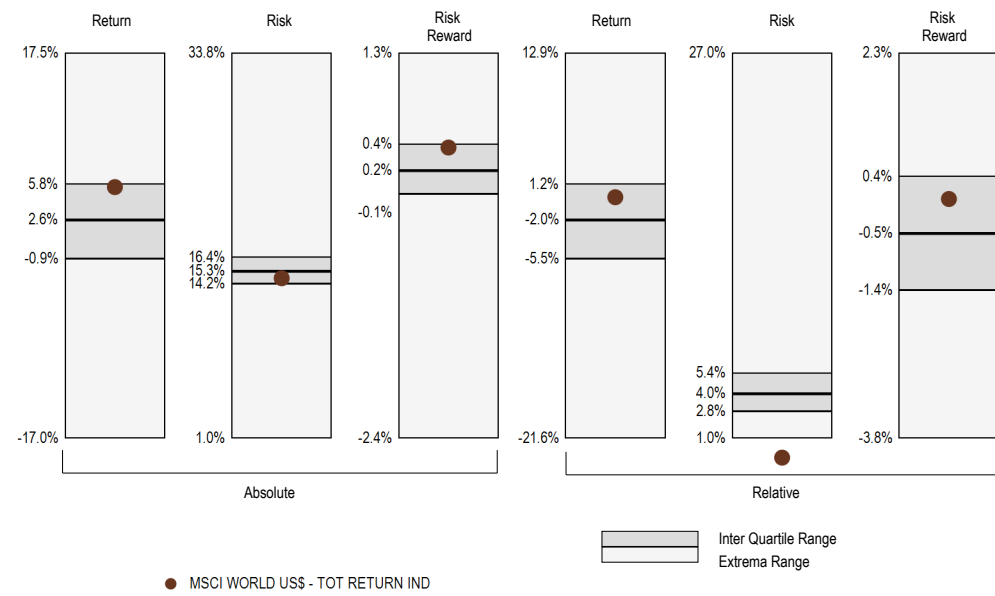 Return
Risk
Risk
Reward
Return
Risk
Risk
Reward
17.5%
33.8%
1.3%
12.9%
27.0%
2.3%
0.4%
0.2%
-0.1%
5.8%
2.6%
-0.9%
16.4%
15.3%
14.2%
1.2%
-2.0%
-5.5%
0.4%
-0.5%
-1.4%
5.4%
4.0%
2.8%
-17.0%
1.0%
-2.4%
-21.6%
1.0%
-3.8%
Absolute
Relative
Inter Quartile Range
Extrema Range
MSCI WORLD US$ - TOT RETURN IND